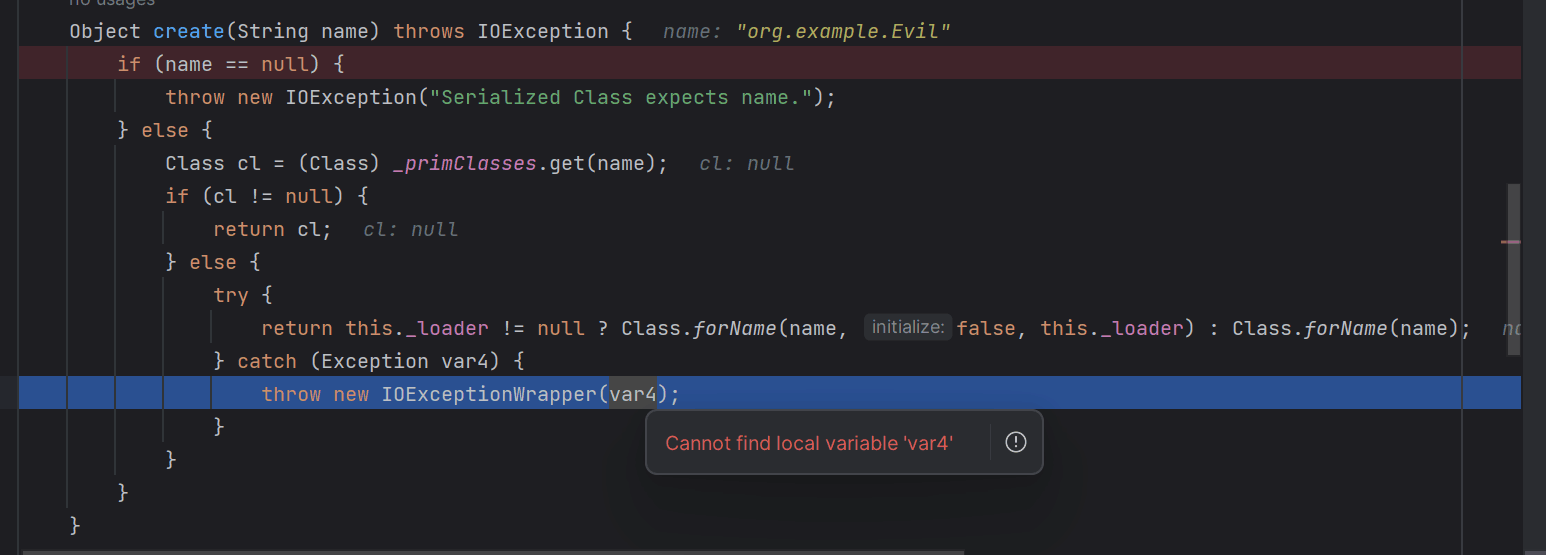 no usages
Object create(String name) throws IOException {   name: "org.example.Evil"
if (name == null) {
throw new IOException("Serialized Class expects name.");
} else {
Class cl = (Class) _primClasses.get(name);   cl: null
if (cl != null) {
return cl;   cl: null
} else {
try {
return this._loader != null ? Class.forName(name, initialize: false, this._loader) : Class.forName(name);
} catch (Exception var4) {
throw new IOExceptionWrapper(var4);
}
Cannot find local variable 'var4'
}
}
}